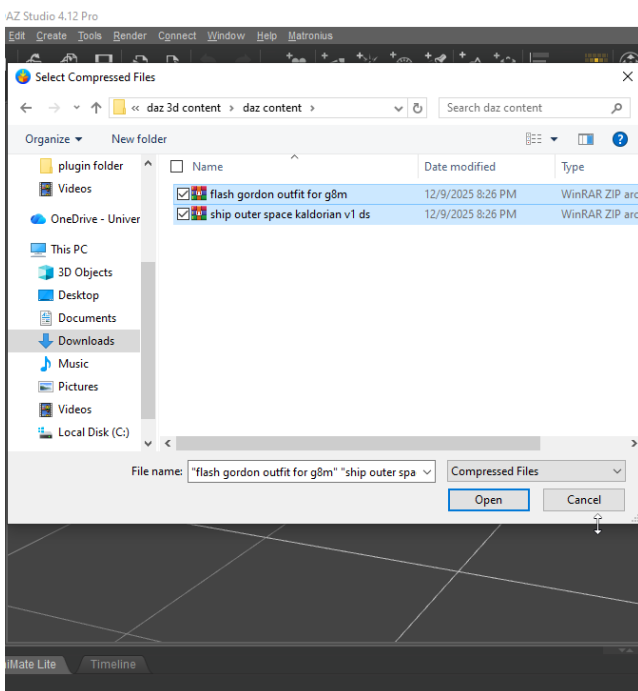 AZ Studio 4.12 Pro
Edit Create Tools Render Connect Window Help Matronius
Select Compressed Files
« daz 3d content › daz content ›
Search daz content
Organize New folder
Name Date modified Type
plugin folder
Videos
OneDrive - Univer
This PC
3D Objects
Desktop
Documents
Downloads
Music
Pictures
Videos
Local Disk (C:)
flash gordon outfit for g8m 12/9/2025 8:26 PM WinRAR ZIP arc
ship outer space kaldorian v1 ds 12/9/2025 8:26 PM WinRAR ZIP arc
File name: "flash gordon outfit for g8m" "ship outer spa
Compressed Files
Open Cancel
niMate Lite Timeline